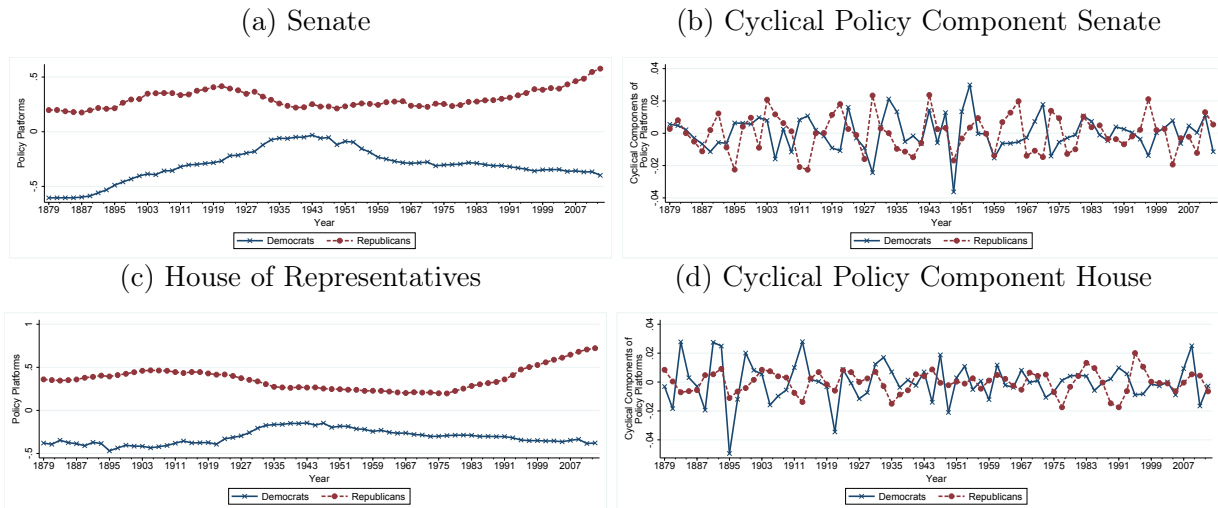 (a) Senate
Policy Platforms
.5
0
-.5
1879 1887 1895 1903 1911 1919 1927 1935 1943 1951 1959 1967 1975 1983 1991 1999 2007
Year
Democrats Republicans
(b) Cyclical Policy Component Senate
Cyclical Components of
Policy Platforms
.04
.02
0
-.02
-.04
1879 1887 1895 1903 1911 1919 1927 1935 1943 1951 1959 1967 1975 1983 1991 1999 2007
Year
Democrats Republicans
(c) House of Representatives
Policy Platforms
1
.5
0
-.5
1879 1887 1895 1903 1911 1919 1927 1935 1943 1951 1959 1967 1975 1983 1991 1999 2007
Year
Democrats Republicans
(d) Cyclical Policy Component House
Cyclical Components of
Policy Platforms
.04
.02
0
-.02
-.04
1879 1887 1895 1903 1911 1919 1927 1935 1943 1951 1959 1967 1975 1983 1991 1999 2007
Year
Democrats Republicans